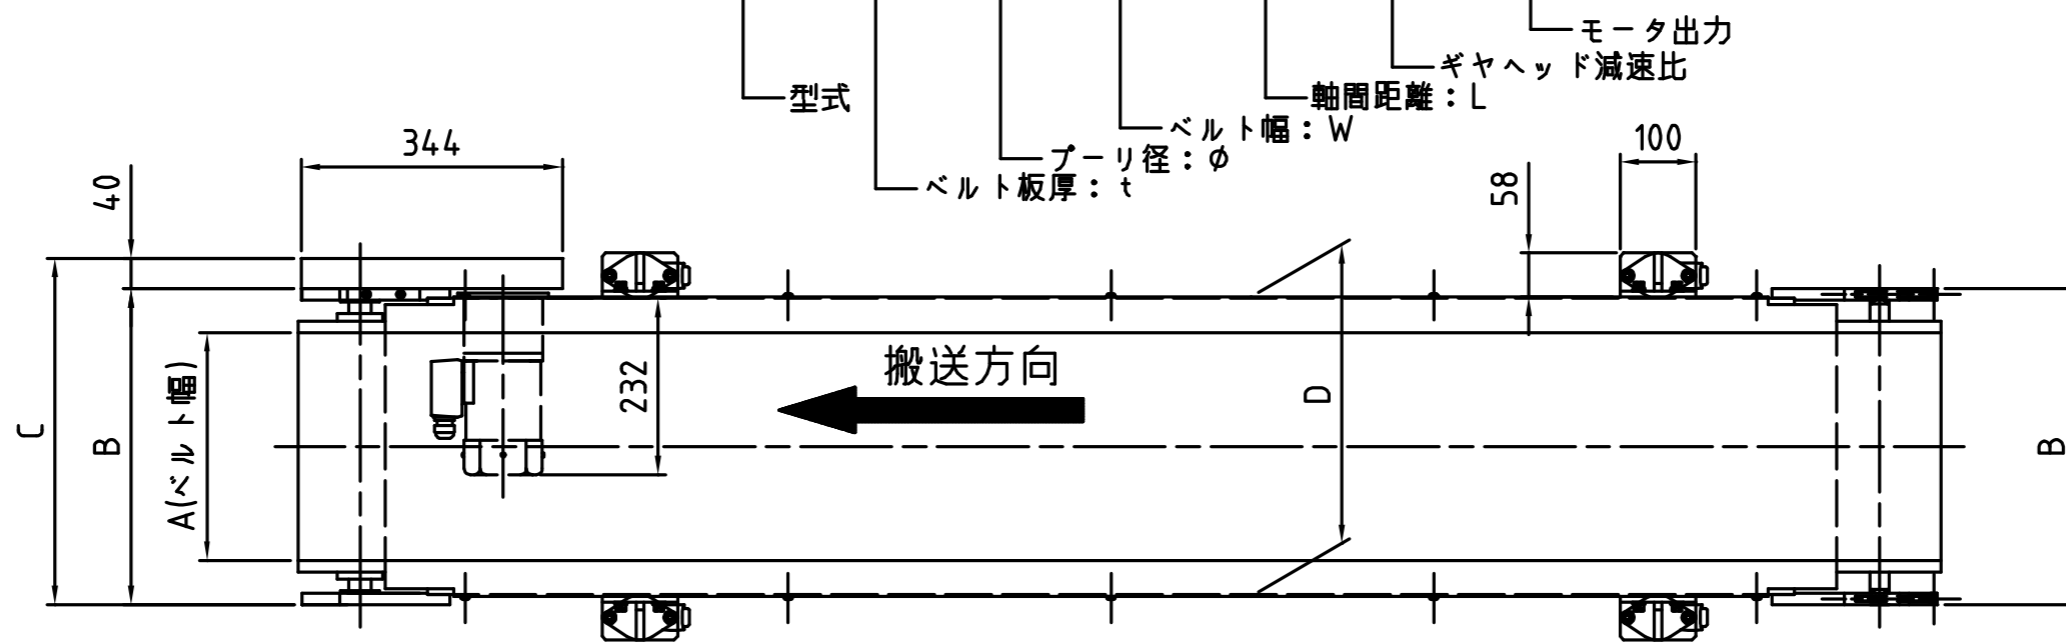 モータ出力
ギヤヘッド減速比
型式
軸間距離:L
ベルト幅:W
プーリ径:φ
ベルト板厚:t
344
100
40
58
搬送方向
232
A(ベルト幅)
B
C
D
B